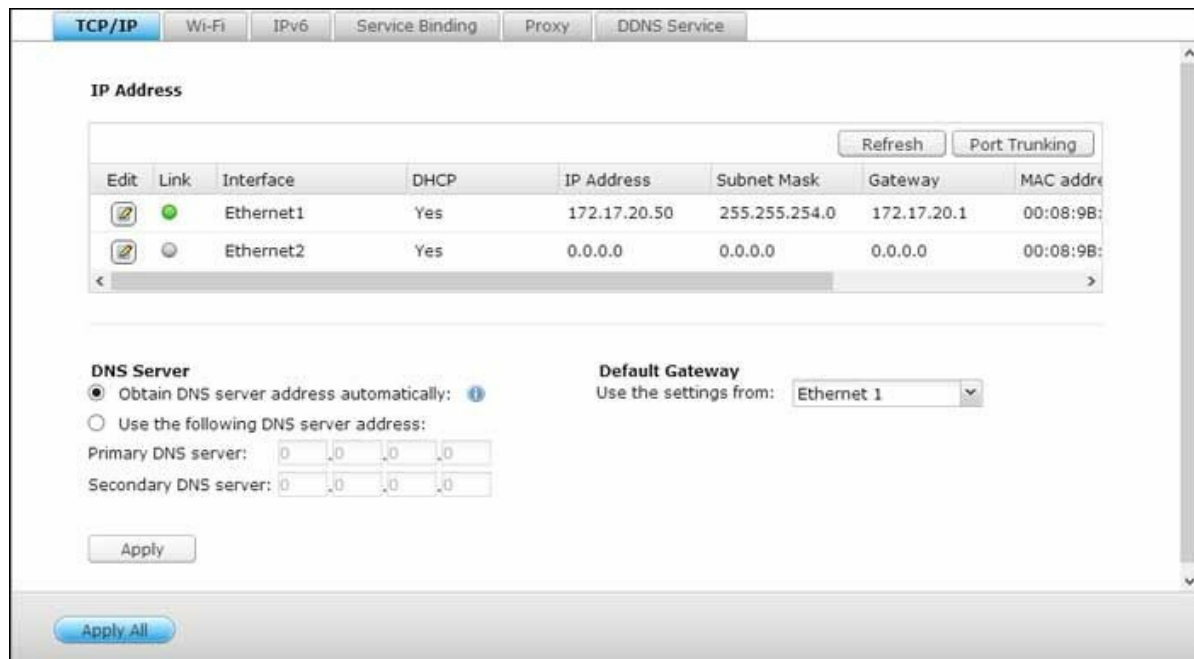 TCP/IP Wi-Fi IPv6 Service Binding Proxy DDNS Service
IP Address
Refresh Port Trunking
Edit Link Interface DHCP IP Address Subnet Mask Gateway MAC addre
Ethernet1 Yes 172.17.20.50 255.255.254.0 172.17.20.1 00:08:9B:
Ethernet2 Yes 0.0.0.0 0.0.0.0 0.0.0.0 00:08:9B:
DNS Server Default Gateway
Obtain DNS server address automatically: Use the settings from: Ethernet 1
Use the following DNS server address:
Primary DNS server: 0 .0 .0 .0
Secondary DNS server: 0 .0 .0 .0
Apply
Apply All